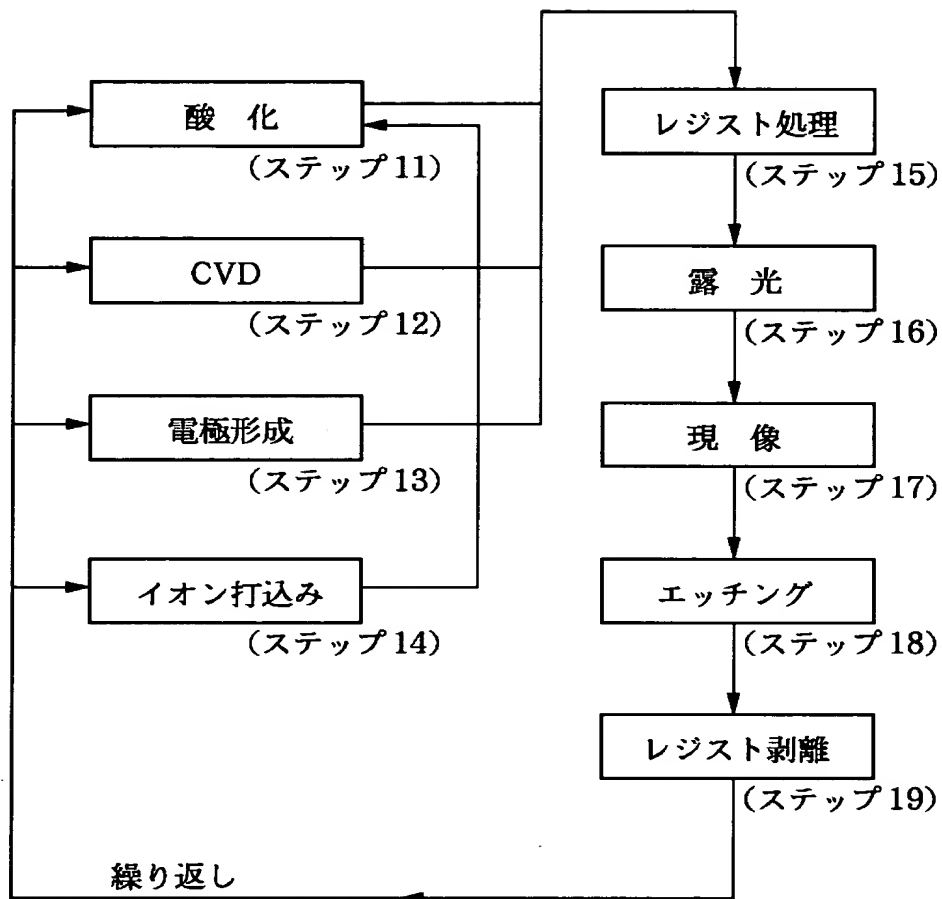 酸 化
(ステップ11)
CVD
(ステップ12)
電極形成
(ステップ13)
イオン打込み
(ステップ14)
レジスト処理
(ステップ15)
露 光
(ステップ16)
現 像
(ステップ17)
エッチング
(ステップ18)
レジスト剥離
(ステップ19)
繰り返し